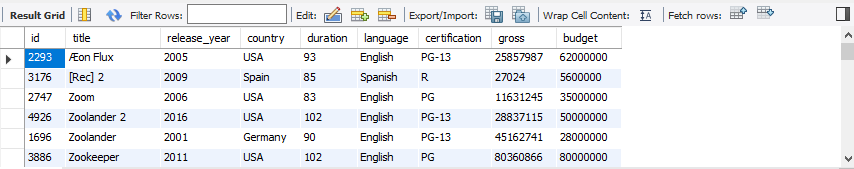 Result Grid Filter Rows: Edit: Export/Import: Wrap Cell Content: IA Fetch rows:
id title release_year country duration language certification gross budget
2293 Æon Flux 2005 USA 93 English PG-13 25857987 62000000
3176 [Rec] 2 2009 Spain 85 Spanish R 27024 5600000
2747 Zoom 2006 USA 83 English PG 11631245 35000000
4926 Zoolander 2 2016 USA 102 English PG-13 28837115 50000000
1696 Zoolander 2001 Germany 90 English PG-13 45162741 28000000
3886 Zookeeper 2011 USA 102 English PG 80360866 80000000